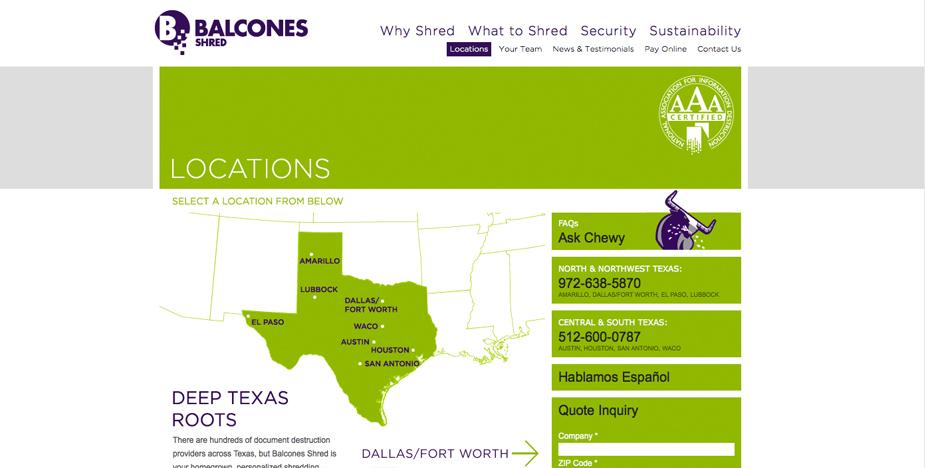 BALCONES
SHRED
Why Shred What to Shred Security Sustainability
Locations Your Team News & Testimonials Pay Online Contact Us
NATIONAL ASSOCIATION FOR INFORMATION DESTRUCTION
AAA
CERTIFIED
LOCATIONS
SELECT A LOCATION FROM BELOW
AMARILLO
LUBBOCK
DALLAS/
FORT WORTH
EL PASO
WACO
AUSTIN
HOUSTON
SAN ANTONIO
DEEP TEXAS
ROOTS
There are hundreds of document destruction
providers across Texas, but Balcones Shred is
your homegrown, personalized shredding
DALLAS/FORT WORTH
FAQs
Ask Chewy
NORTH & NORTHWEST TEXAS:
972-638-5870
AMARILLO, DALLAS/FORT WORTH, EL PASO, LUBBOCK
CENTRAL & SOUTH TEXAS:
512-600-0787
AUSTIN, HOUSTON, SAN ANTONIO, WACO
Hablamos Español
Quote Inquiry
Company *
ZIP Code *